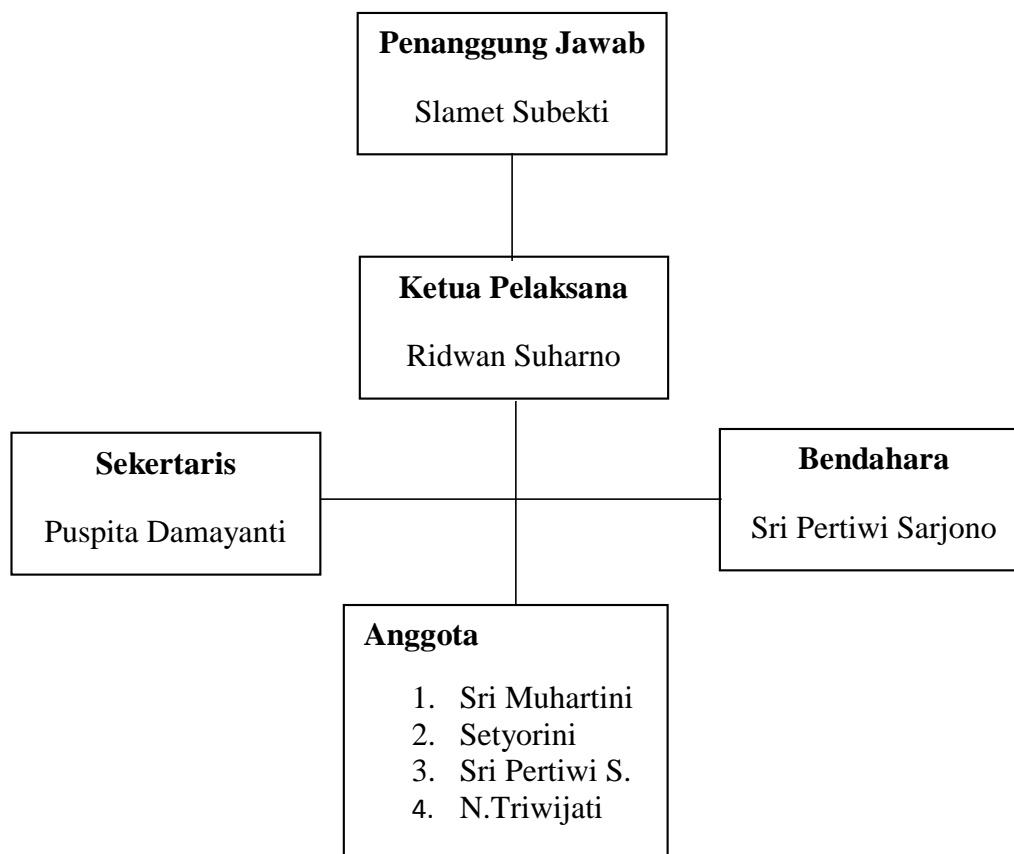 Penanggung Jawab
Slamet Subekti
Ketua Pelaksana
Ridwan Suharno
Sekertaris
Puspita Damayanti
Bendahara
Sri Pertiwi Sarjono
Anggota
1. Sri Muhartini
2. Setyorini
3. Sri Pertiwi S.
4. N.Triwijati